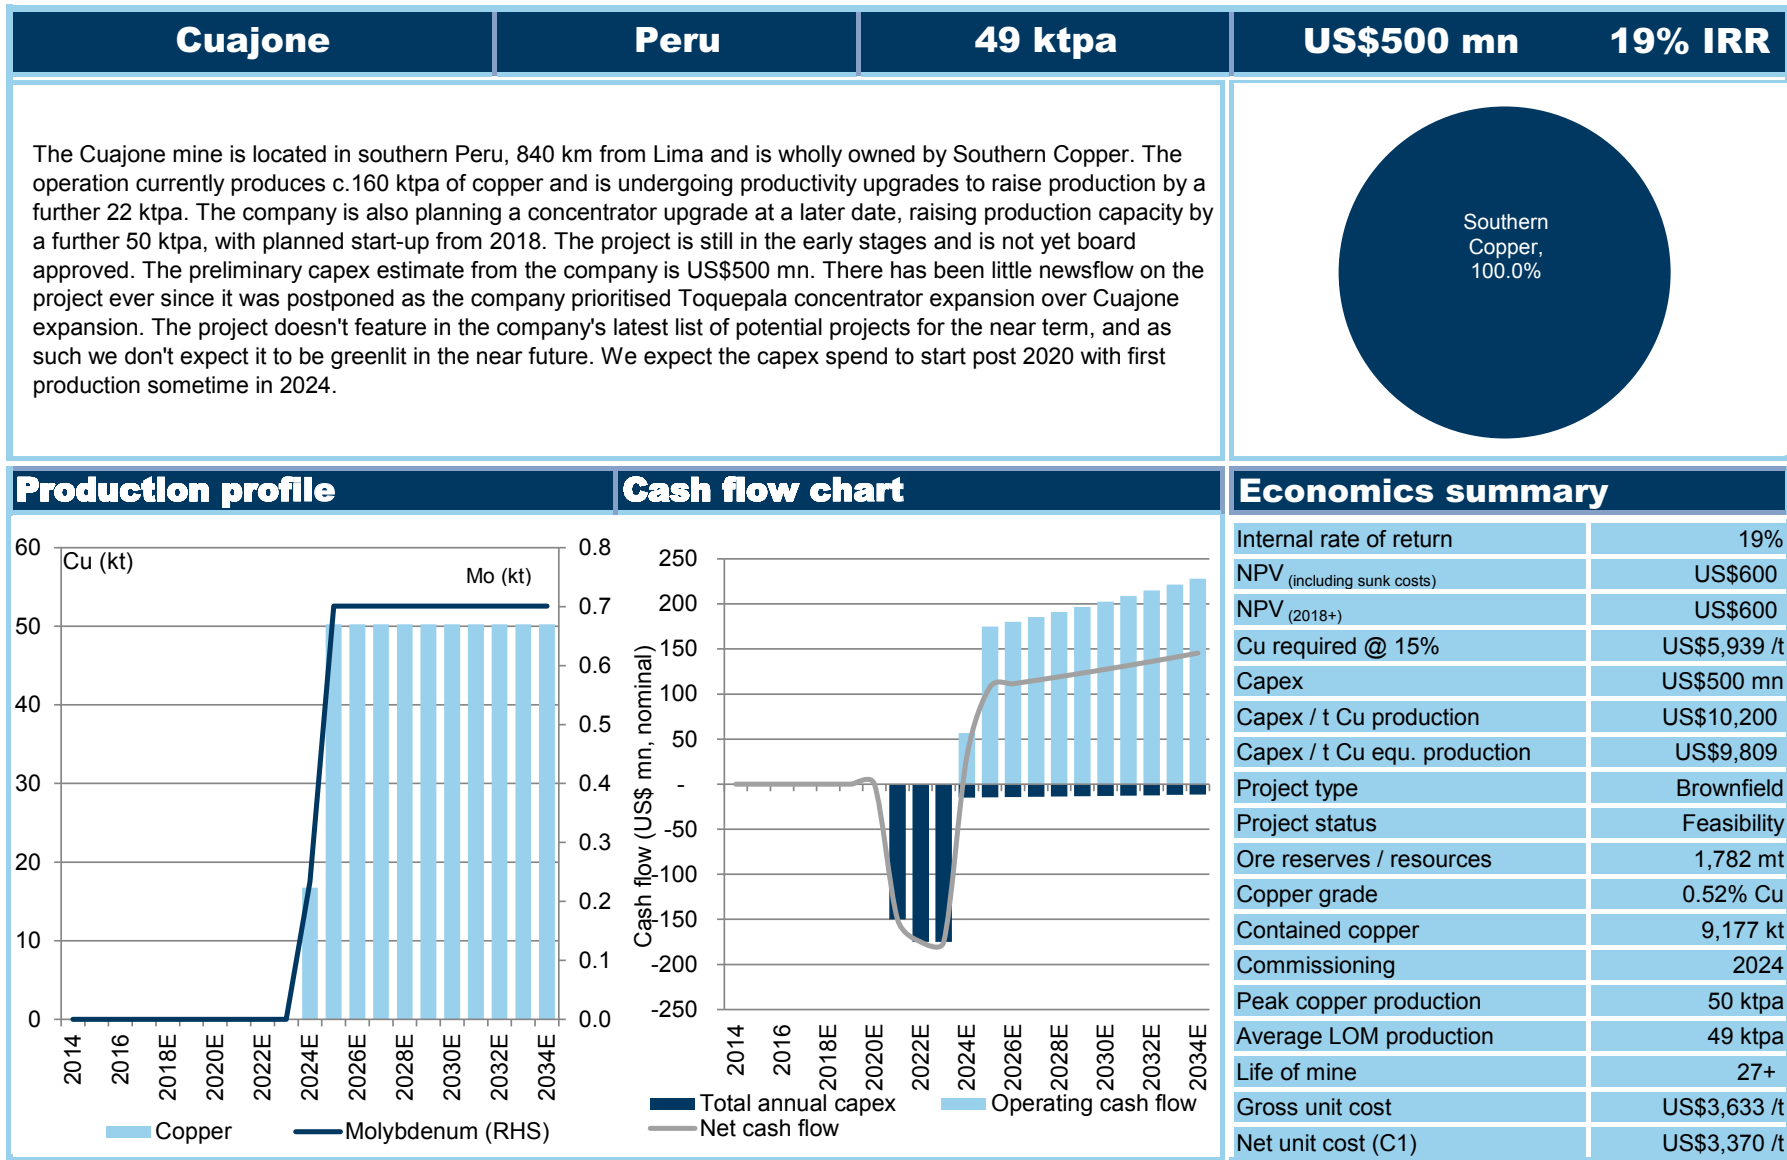 Cuajone
Peru
49 ktpa
US$500 mn
19% IRR
The Cuajone mine is located in southern Peru, 840 km from Lima and is wholly owned by Southern Copper. The
operation currently produces c.160 ktpa of copper and is undergoing productivity upgrades to raise production by a
further 22 ktpa. The company is also planning a concentrator upgrade at a later date, raising production capacity by
a further 50 ktpa, with planned start-up from 2018. The project is still in the early stages and is not yet board
approved. The preliminary capex estimate from the company is US$500 mn. There has been little newsflow on the
project ever since it was postponed as the company prioritised Toquepala concentrator expansion over Cuajone
expansion. The project doesn't feature in the company's latest list of potential projects for the near term, and as
such we don't expect it to be greenlit in the near future. We expect the capex spend to start post 2020 with first
production sometime in 2024.
Southern
Copper,
100.0%
Production profile
Cu (kt)
Mo (kt)
60
50
40
30
20
10
0
0.8
0.7
0.6
0.5
0.4
0.3
0.2
0.1
0.0
2014
2016
2018E
2020E
2022E
2024E
2026E
2028E
2030E
2032E
2034E
Copper
Molybdenum (RHS)
Cash flow chart
Cash flow (US$ mn, nominal)
250
200
150
100
50
-
-50
-100
-150
-200
-250
2014
2016
2018E
2020E
2022E
2024E
2026E
2028E
2030E
2032E
2034E
Total annual capex
Operating cash flow
Net cash flow
Economics summary
Internal rate of return 19%
NPV (including sunk costs) US$600
NPV (2018+) US$600
Cu required @ 15% US$5,939 /t
Capex US$500 mn
Capex / t Cu production US$10,200
Capex / t Cu equ. production US$9,809
Project type Brownfield
Project status Feasibility
Ore reserves / resources 1,782 mt
Copper grade 0.52% Cu
Contained copper 9,177 kt
Commissioning 2024
Peak copper production 50 ktpa
Average LOM production 49 ktpa
Life of mine 27+
Gross unit cost US$3,633 /t
Net unit cost (C1) US$3,370 /t